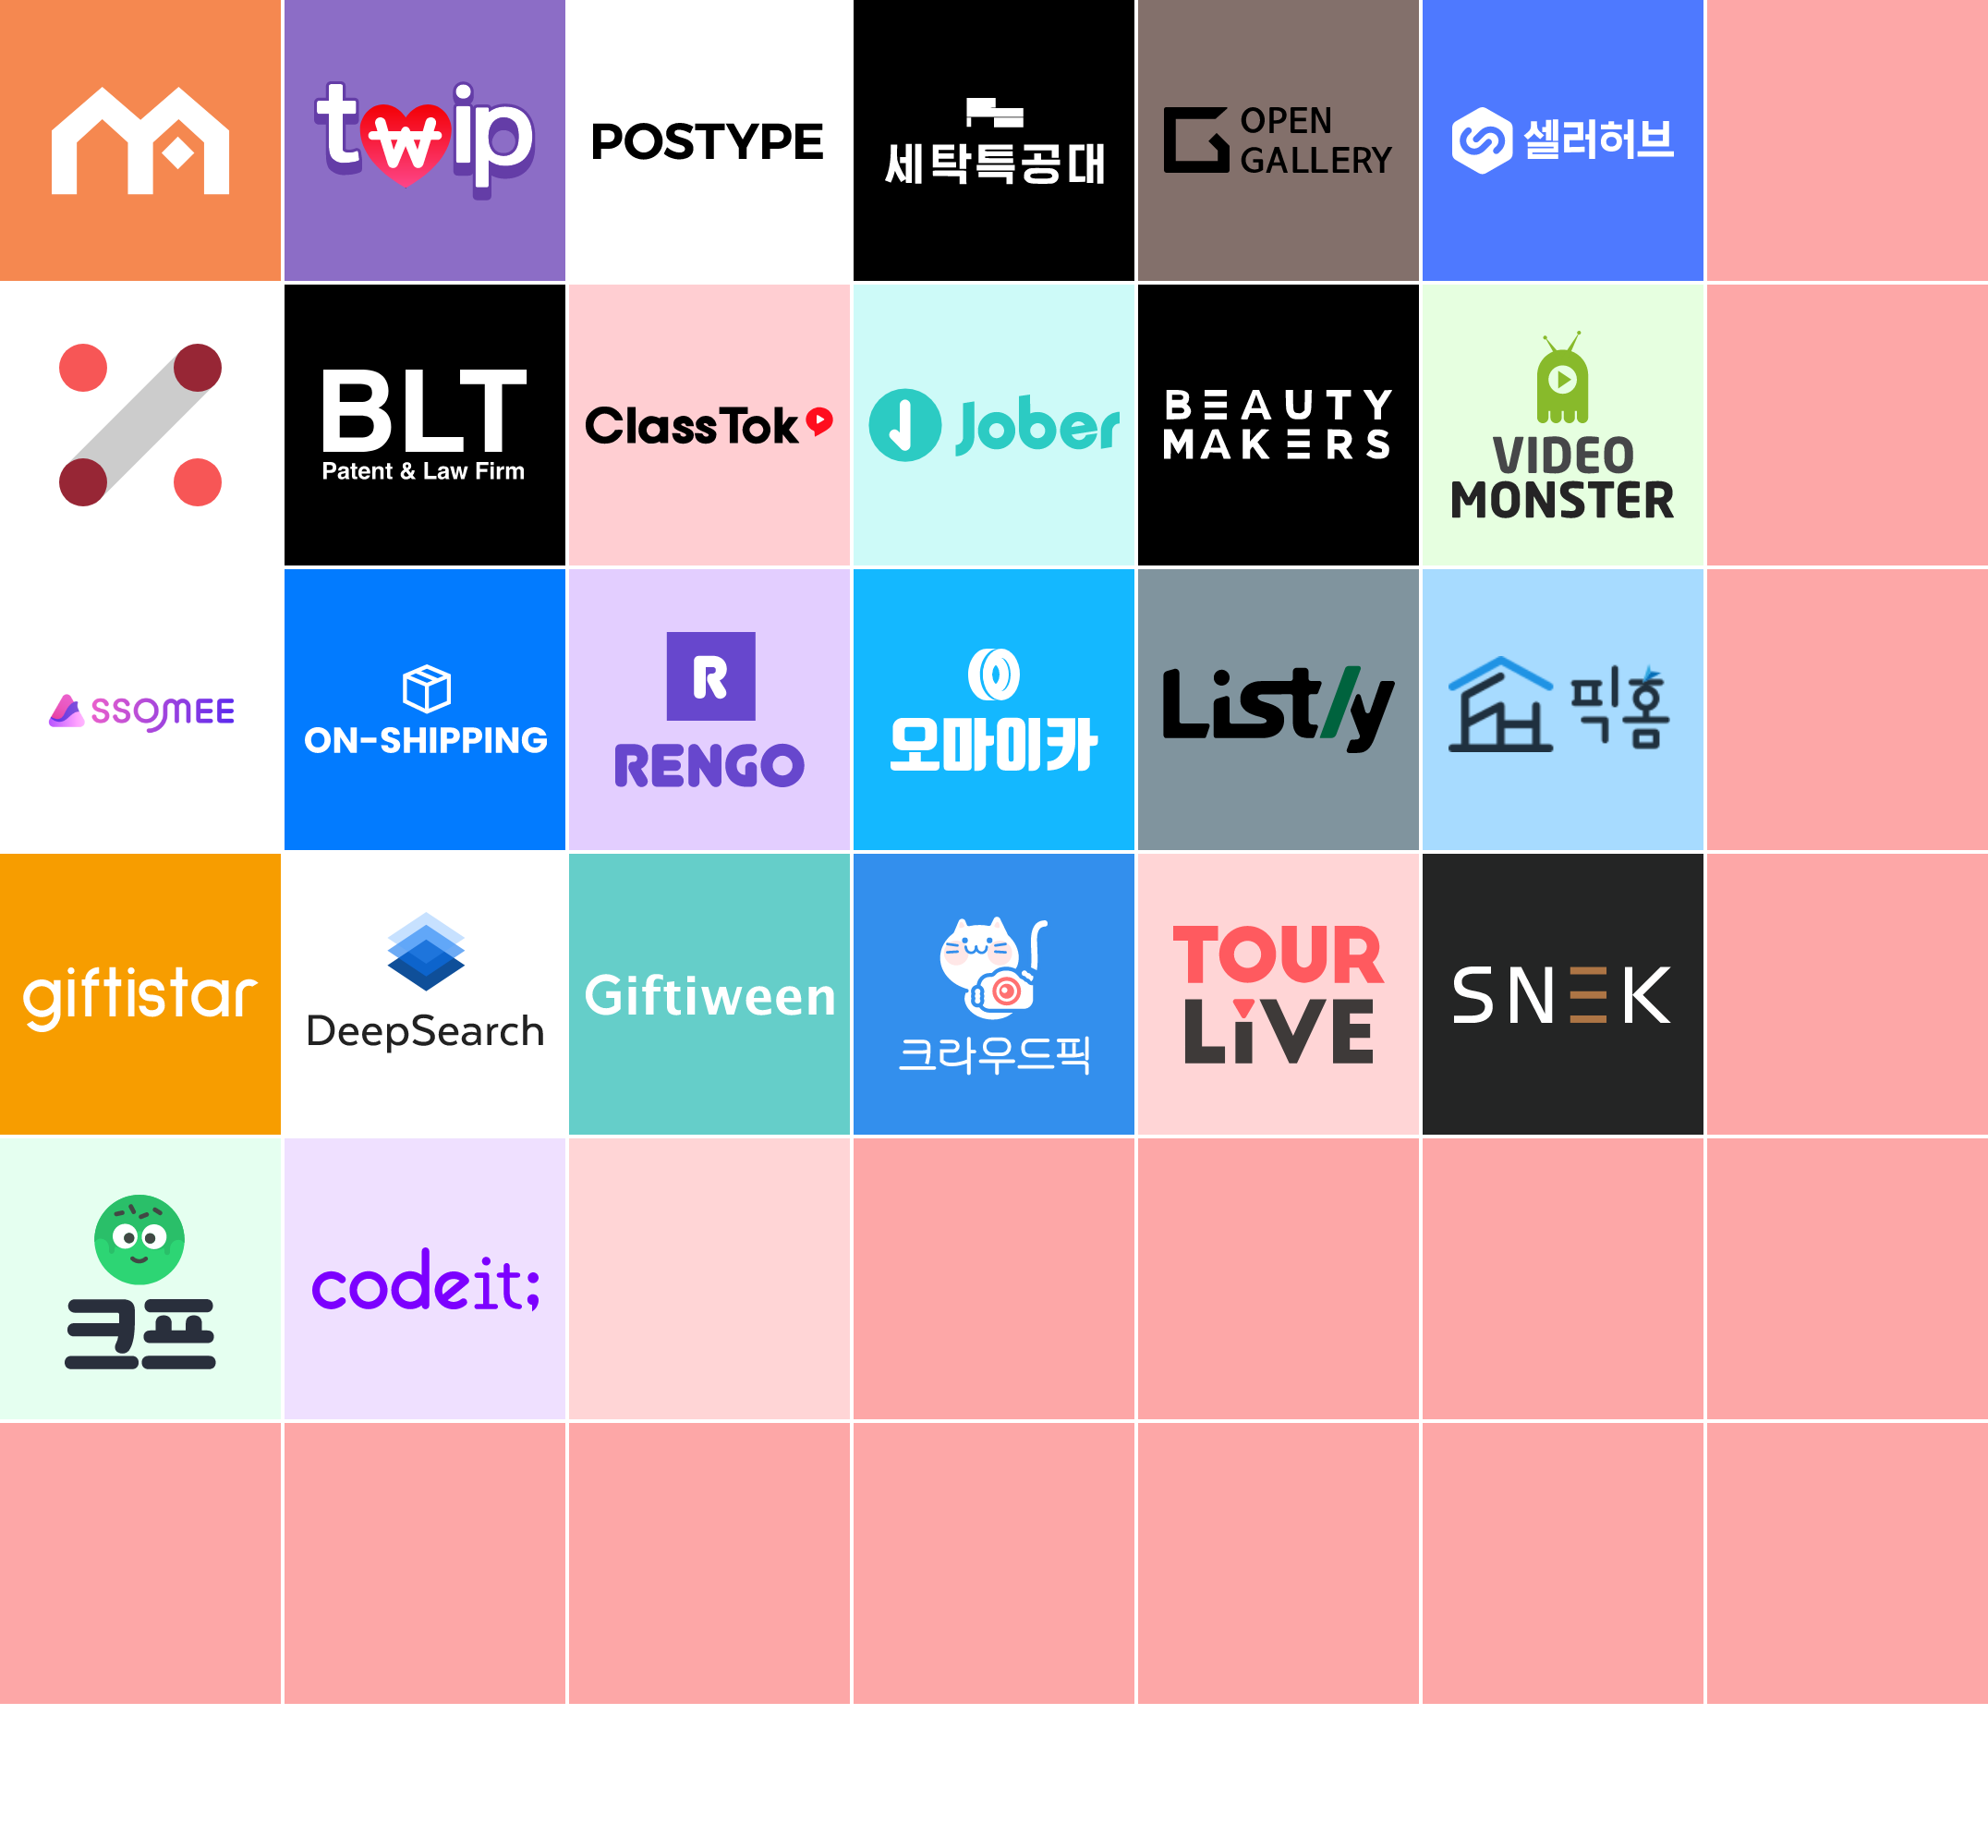 twip
POSTYPE
세탁특공대
OPEN
GALLERY
셀러허브
BLT
Patent & Law Firm
ClassTok
Jober
BEAUTY
MAKERS
VIDEO
MONSTER
SSOMEE
ON-SHIPPING
R
RENGO
오마이카
Listly
픽홈
giftistar
DeepSearch
Giftiween
크라우드픽
TOUR
LiVE
SNEK
크프
codeit;